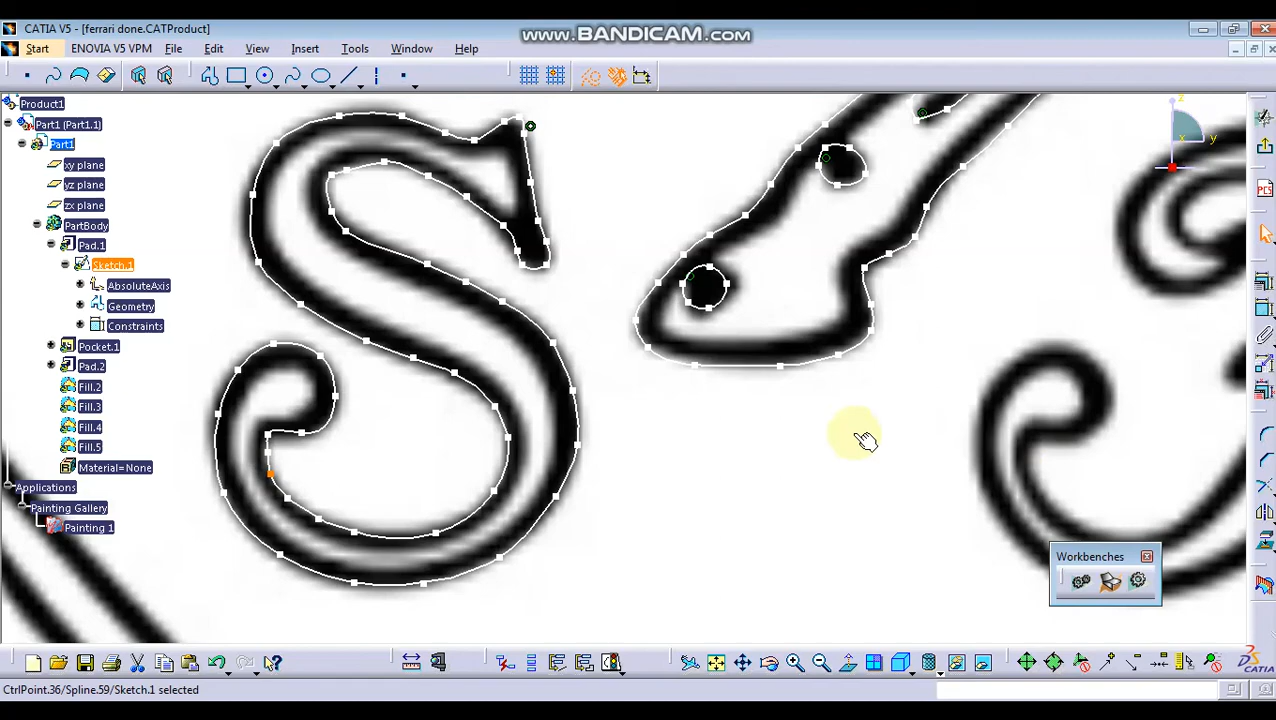 CATIA V5 - [ferrari done.CATProduct]
www.BANDICAM.com
Start ENOVIA V5 VPM File Edit View Insert Tools Window Help
Product1
Part1 (Part1.1)
Part1
xy plane
yz plane
zx plane
PartBody
Pad.1
Sketch.1
AbsoluteAxis
Geometry
Constraints
Pocket.1
Pad.2
Fill.2
Fill.3
Fill.4
Fill.5
Material=None
Applications
Painting Gallery
Painting 1
S
z
x
y
PC
Workbenches
CATIA
CtrlPoint.36/Spline.59/Sketch.1 selected